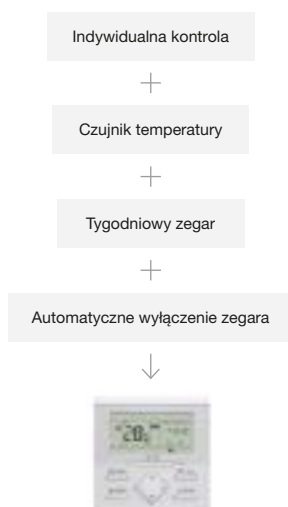 Indywidualna kontrola
+
Czujnik temperatury
+
Tygodniowy zegar
+
Automatyczne wyłączenie zegara